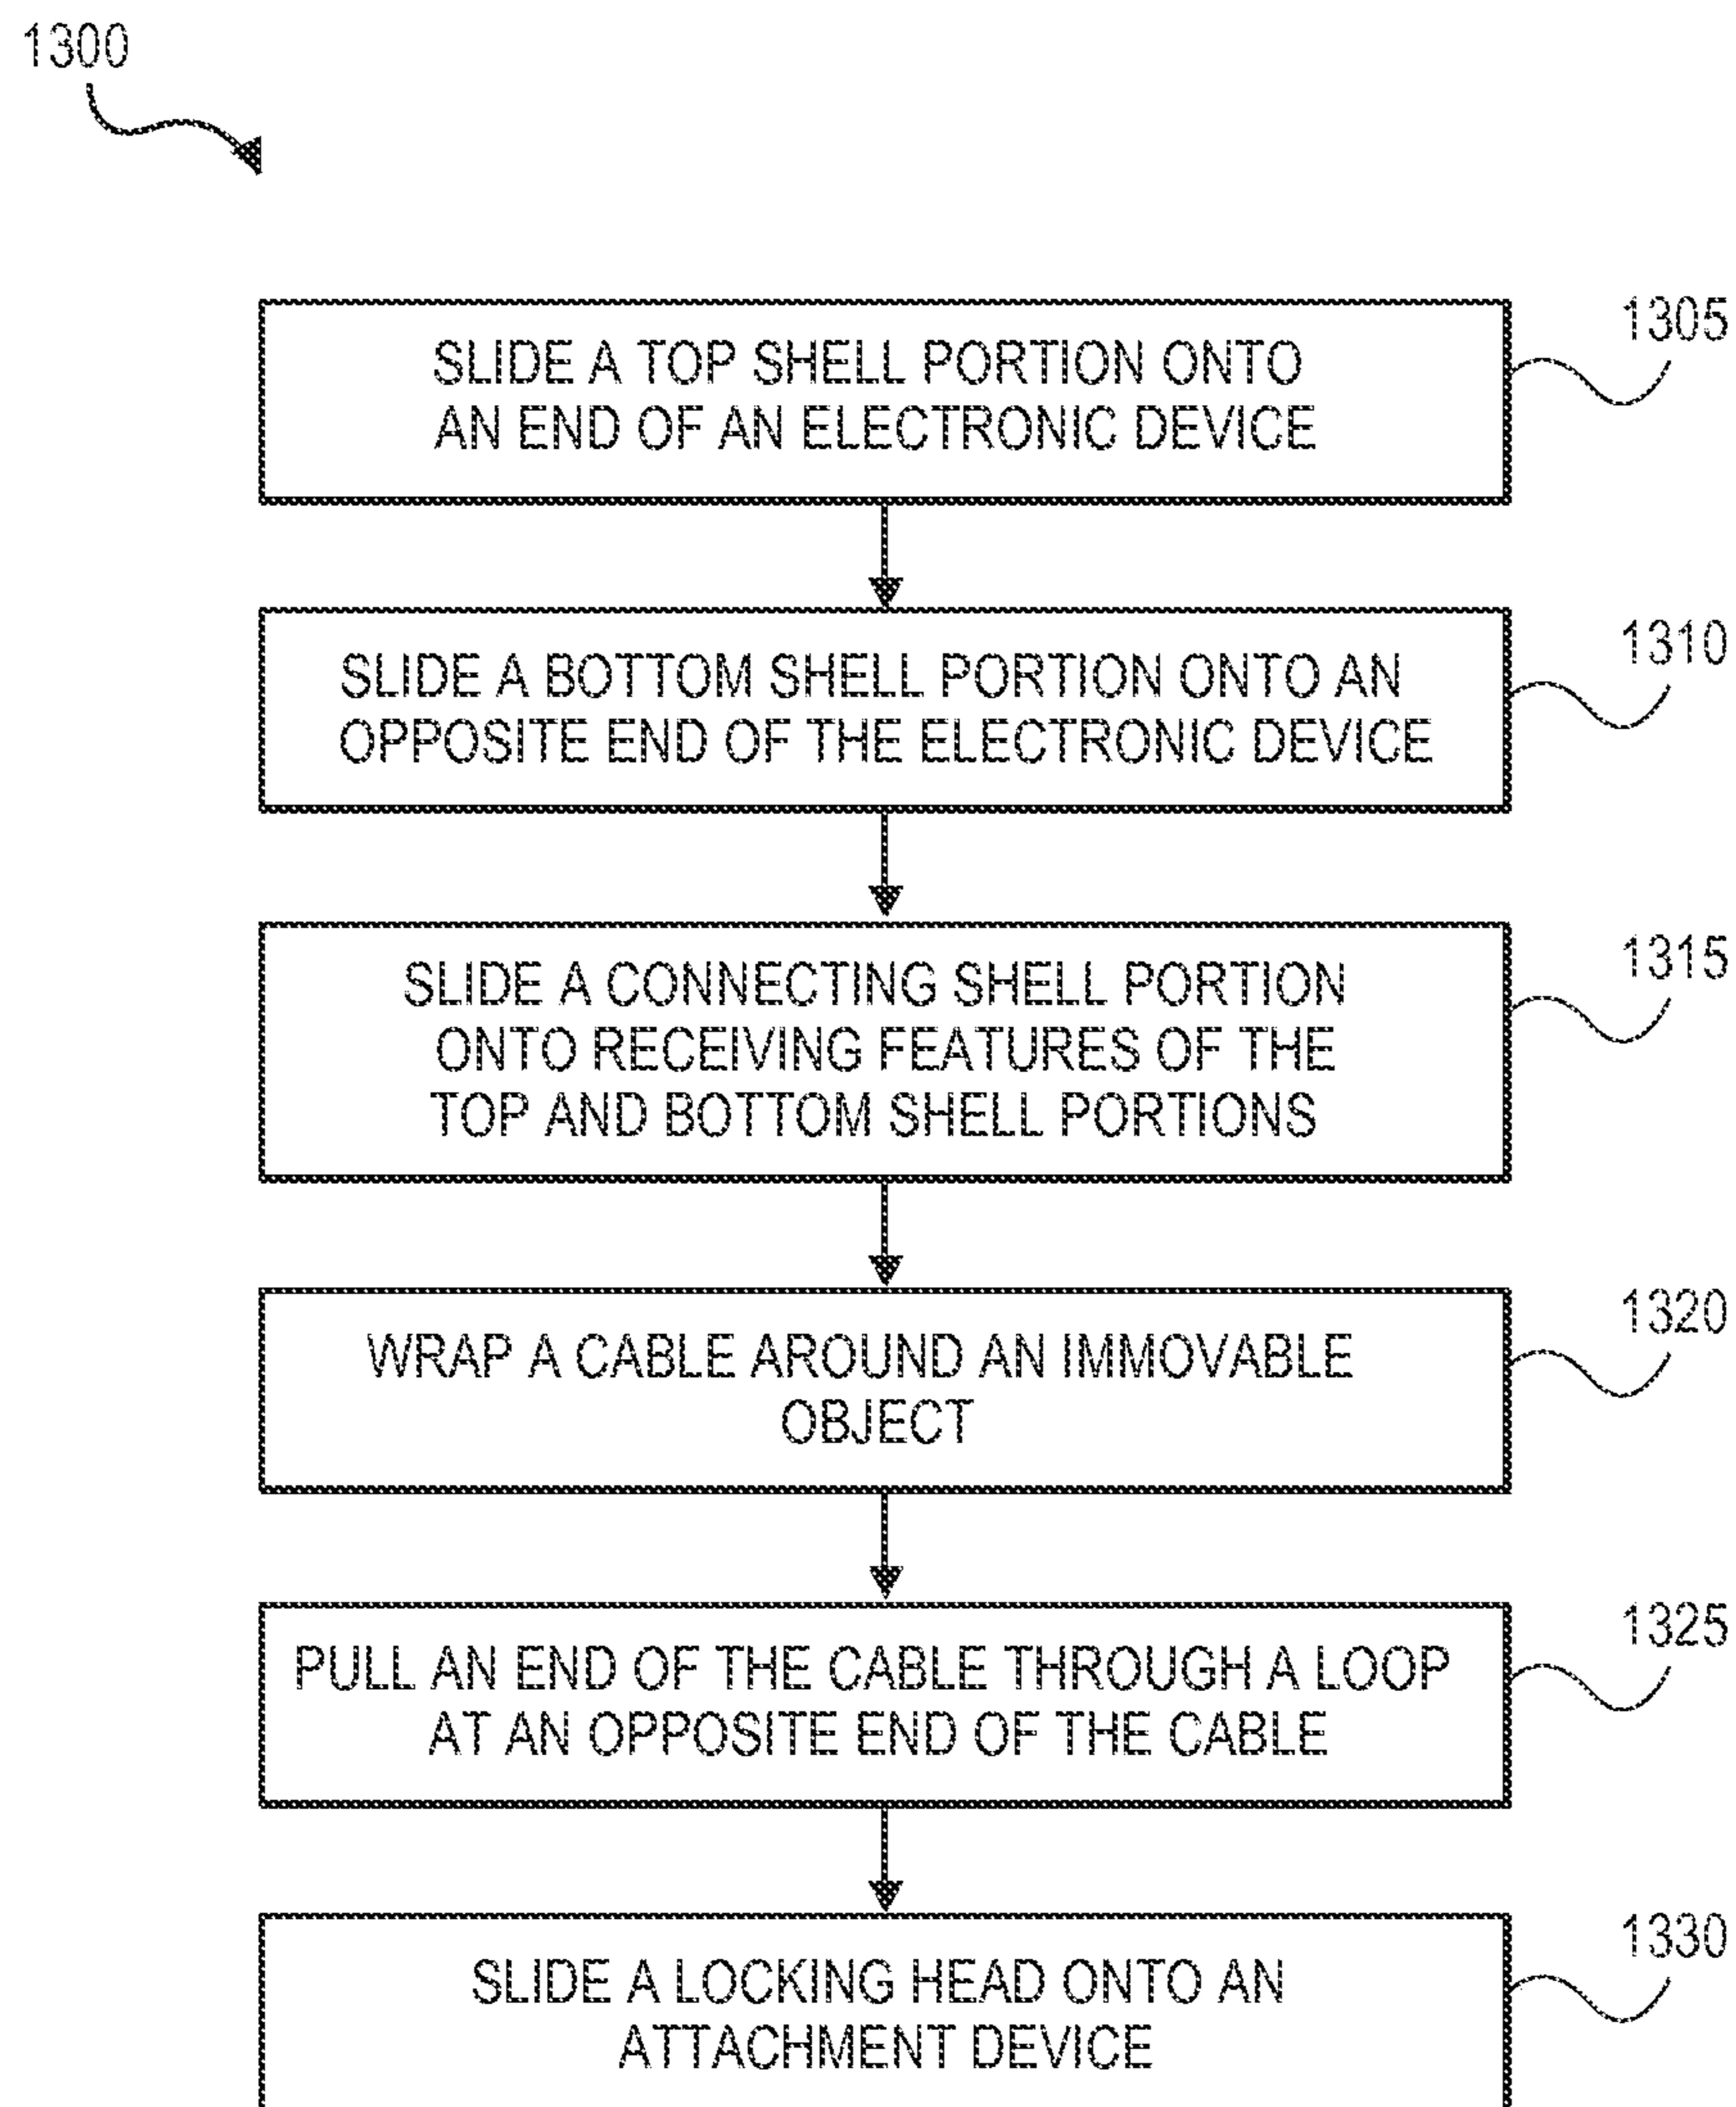 1300
SLIDE A TOP SHELL PORTION ONTO
AN END OF AN ELECTRONIC DEVICE
1305
SLIDE A BOTTOM SHELL PORTION ONTO AN
OPPOSITE END OF THE ELECTRONIC DEVICE
1310
SLIDE A CONNECTING SHELL PORTION
ONTO RECEIVING FEATURES OF THE
TOP AND BOTTOM SHELL PORTIONS
1315
WRAP A CABLE AROUND AN IMMOVABLE
OBJECT
1320
PULL AN END OF THE CABLE THROUGH A LOOP
AT AN OPPOSITE END OF THE CABLE
1325
SLIDE A LOCKING HEAD ONTO AN
ATTACHMENT DEVICE
1330